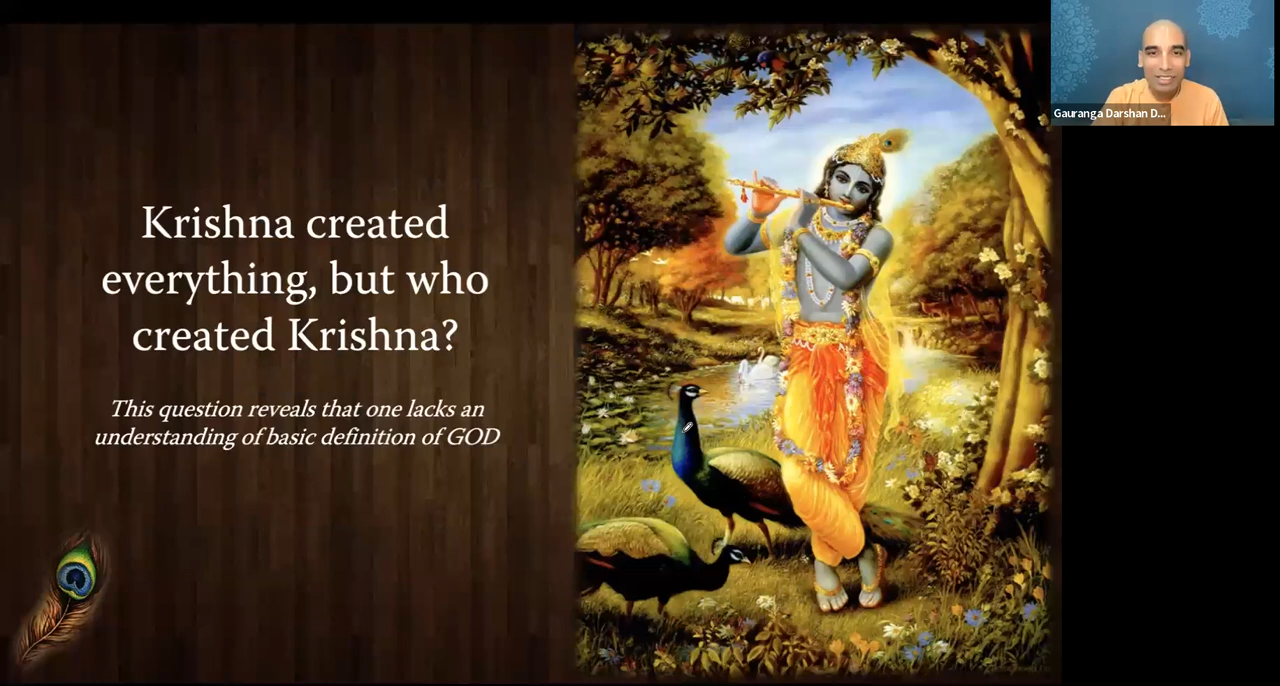 Krishna created
everything, but who
created Krishna?
This question reveals that one lacks an
understanding of basic definition of GOD
Gauranga Darshan D...